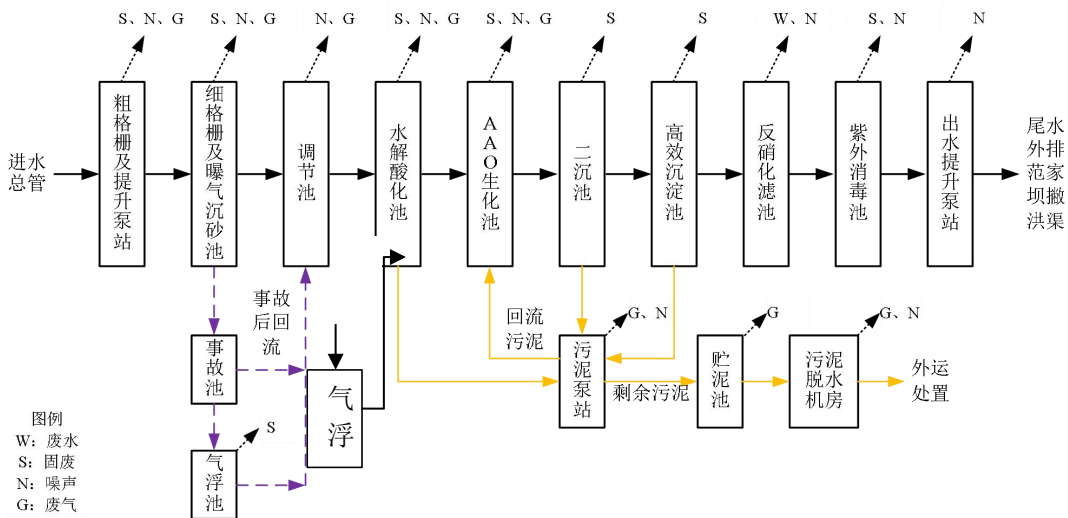 S、N、G
S、N、G
N、G
S、N、G
S、N、G
S
S
W、N
S、N
N
进水
总管
粗格栅及提升泵站
细格栅及曝气沉砂池
调节池
水解酸化池
AAO生化池
二沉池
高效沉淀池
反硝化滤池
紫外消毒池
出水提升泵站
尾水
外排
范家
坝撇
洪渠
事故
后回
流
回流
污泥
G、N
G
G、N
事故池
气浮
污泥泵站
剩余污泥
贮泥池
污泥
脱水
机房
外运
处置
S
气浮池
图例
W：废水
S：固废
N：噪声
G：废气